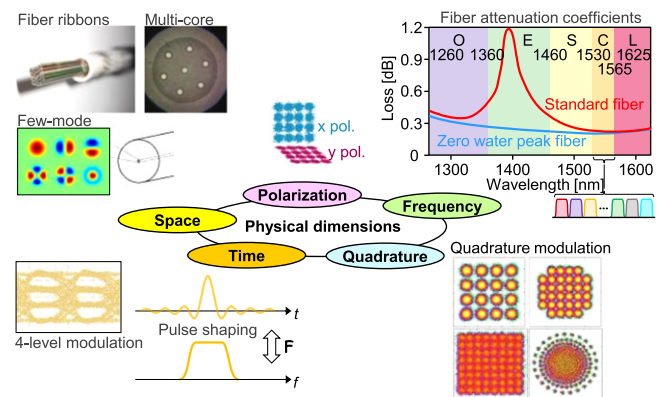 Fiber ribbons
Multi-core
Few-mode
x pol.
y pol.
Fiber attenuation coefficients
Loss [dB]
1.2
0.9
0.6
0.3
0
O E S C L
1260 1360 1460 1530 1625
1565
Standard fiber
Zero water peak fiber
1300 1400 1500 1600
Wavelength [nm]
...
Polarization
Frequency
Space
Physical dimensions
Time
Quadrature
4-level modulation
t
Pulse shaping
F
f
Quadrature modulation